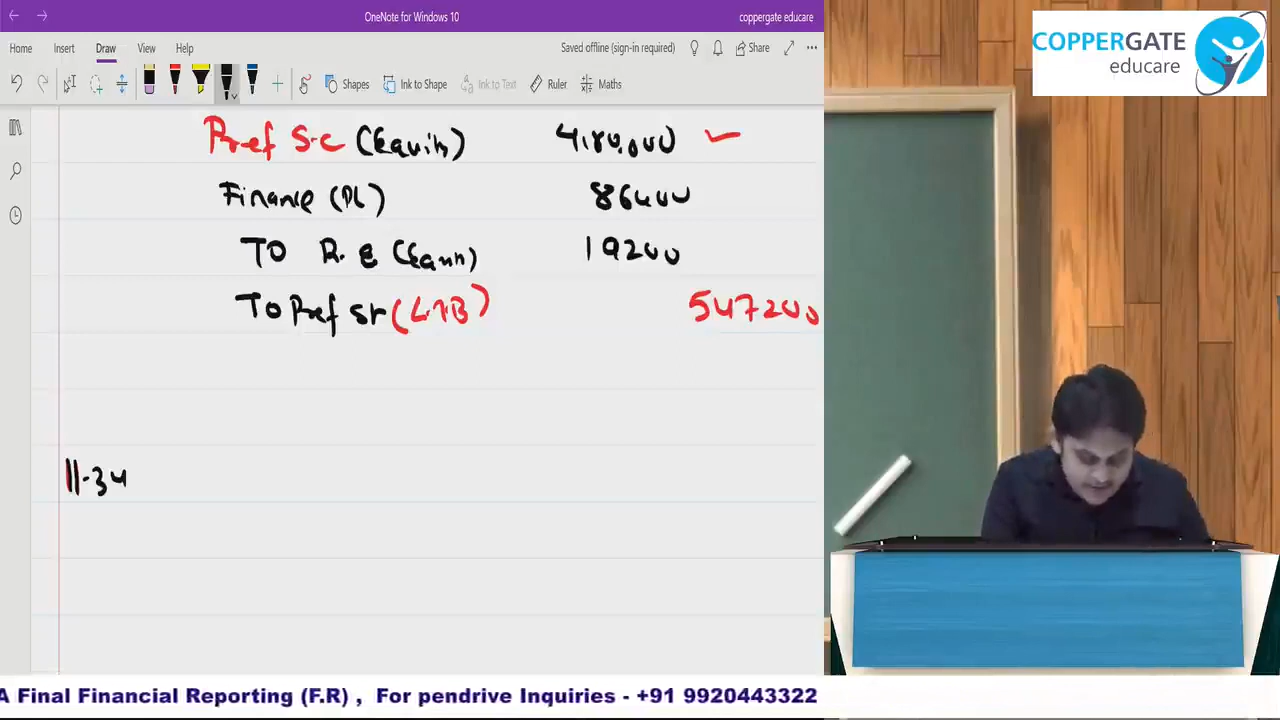 OneNote for Windows 10
coppergate educare
Home Insert Draw View Help
Saved offline (sign-in required)
Share
Shapes
Ink to Shape
Ink to Text
Ruler
Maths
COPPERGATE
educare
Pref S.C (Equity) 4,80,000
Finance (PL) 86400
TO R.E (Equity) 19200
To Pref Sr (LTB) 547200
11.34
A Final Financial Reporting (F.R) , For pendrive Inquiries - +91 9920443322